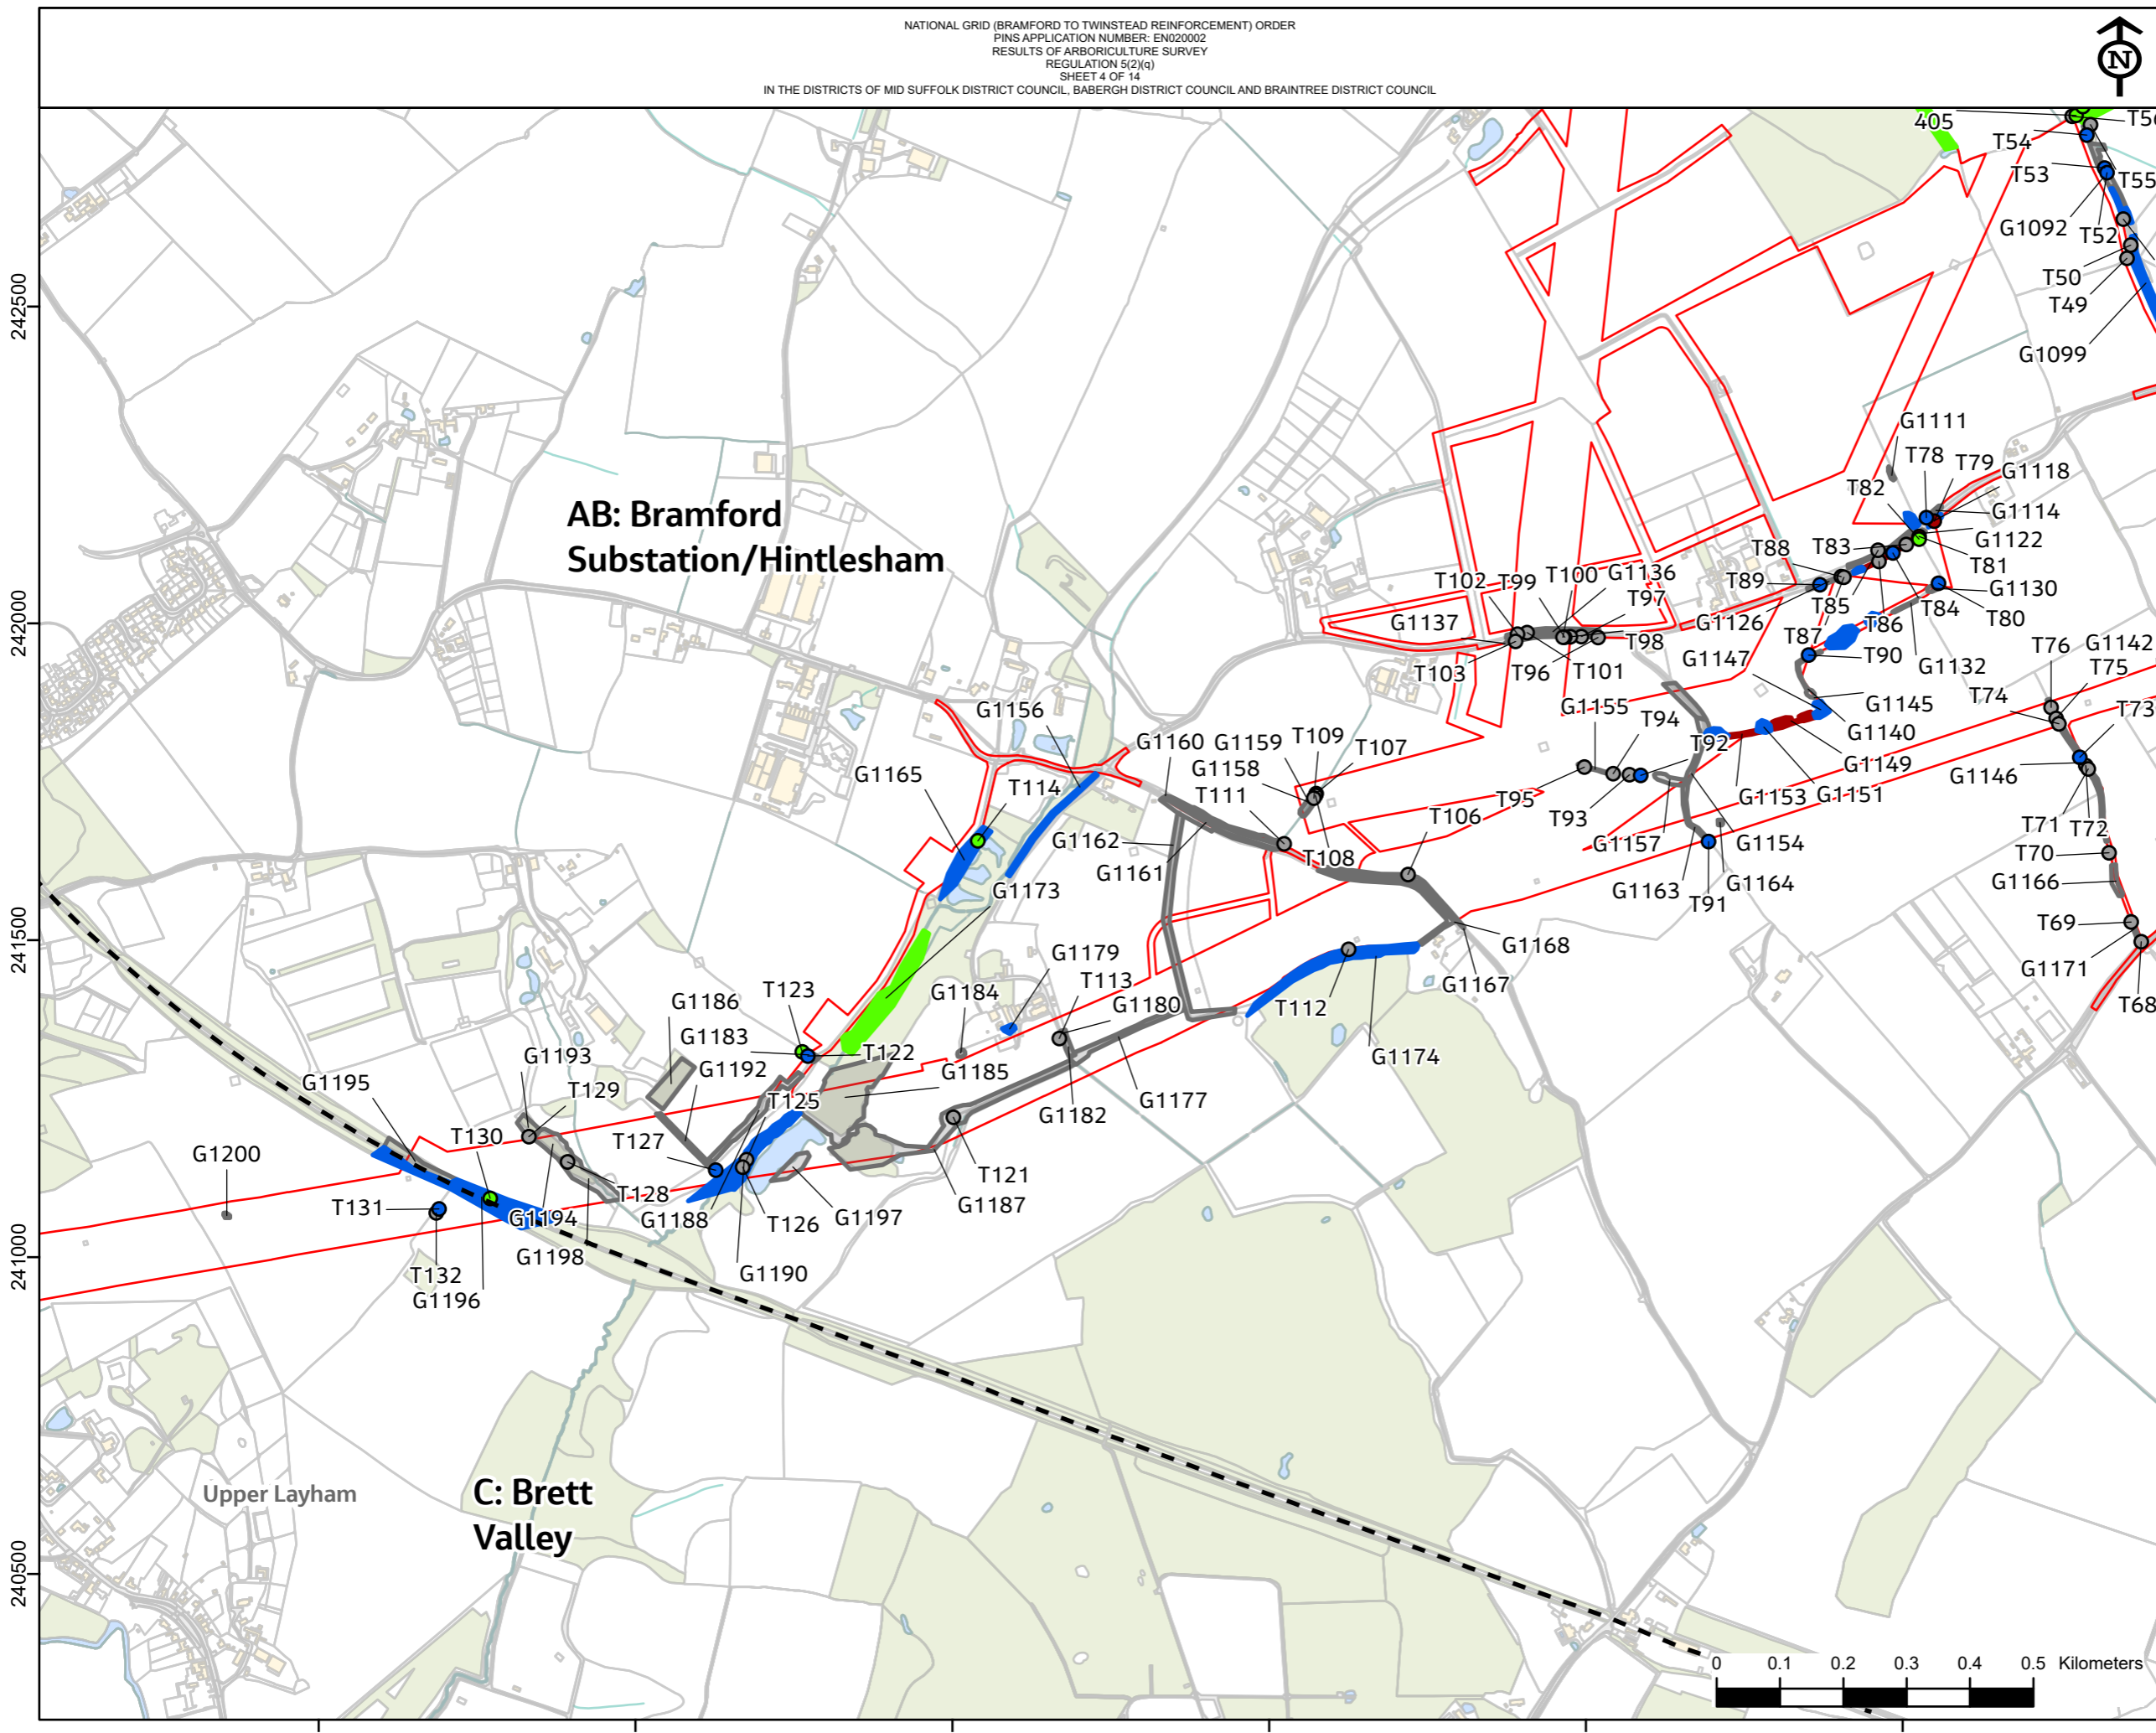 NATIONAL GRID (BRAMFORD TO TWINSTEAD REINFORCEMENT) ORDER
PINS APPLICATION NUMBER: EN020002
RESULTS OF ARBORICULTURE SURVEY
REGULATION 5(2)(q)
SHEET 4 OF 14
IN THE DISTRICTS OF MID SUFFOLK DISTRICT COUNCIL, BABERGH DISTRICT COUNCIL AND BRAINTREE DISTRICT COUNCIL
N
405
T54
T53
T55
G1092
T52
T50
T49
G1099
242500
G1111
T78
T79
G1118
T82
G1114
G1122
T88
T83
T81
T89
G1130
T85
T84
T80
G1126
T87
T86
T90
G1132
AB: Bramford
Substation/Hintlesham
T102
T99
T100
G1136
T97
G1137
T98
T103
T96
T101
242000
G1147
T76
G1142
T75
T74
T73
G1145
G1140
G1155
T94
T92
G1149
G1146
G1156
G1160
G1159
T109
T107
G1158
T111
G1165
T114
T106
T95
T93
G1153
G1151
T71
T72
G1162
G1161
T108
G1157
G1154
T70
G1163
G1164
G1166
T91
G1173
T69
241500
G1168
G1167
G1171
T68
G1179
T113
G1180
T112
G1174
G1186
T123
G1184
G1183
T122
G1192
G1185
G1193
T129
G1195
T125
G1182
G1177
T130
T127
G1200
T121
T128
T131
G1194
G1188
T126
G1197
G1187
G1198
G1190
T132
G1196
241000
Upper Layham
C: Brett
Valley
240500
0 0.1 0.2 0.3 0.4 0.5 Kilometers